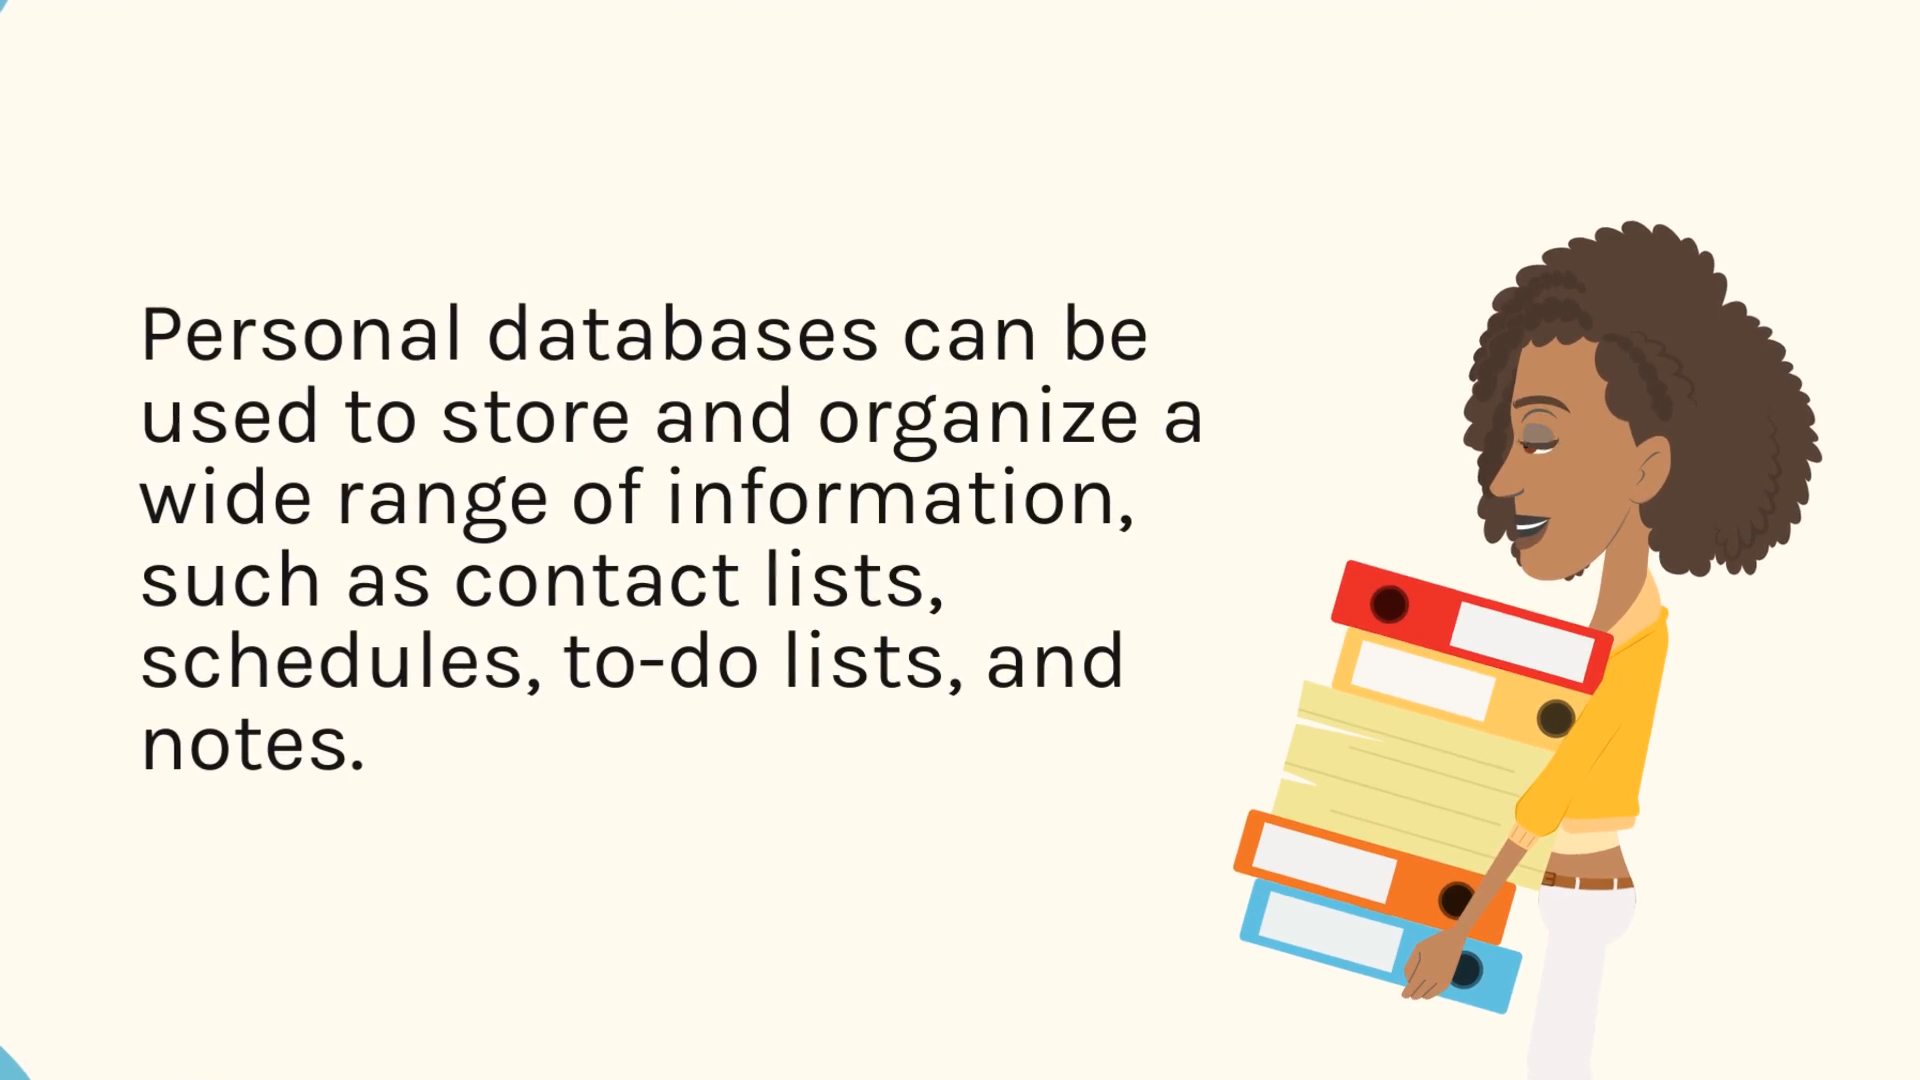 Personal databases can be
used to store and organize a
wide range of information,
such as contact lists,
schedules, to-do lists, and
notes.